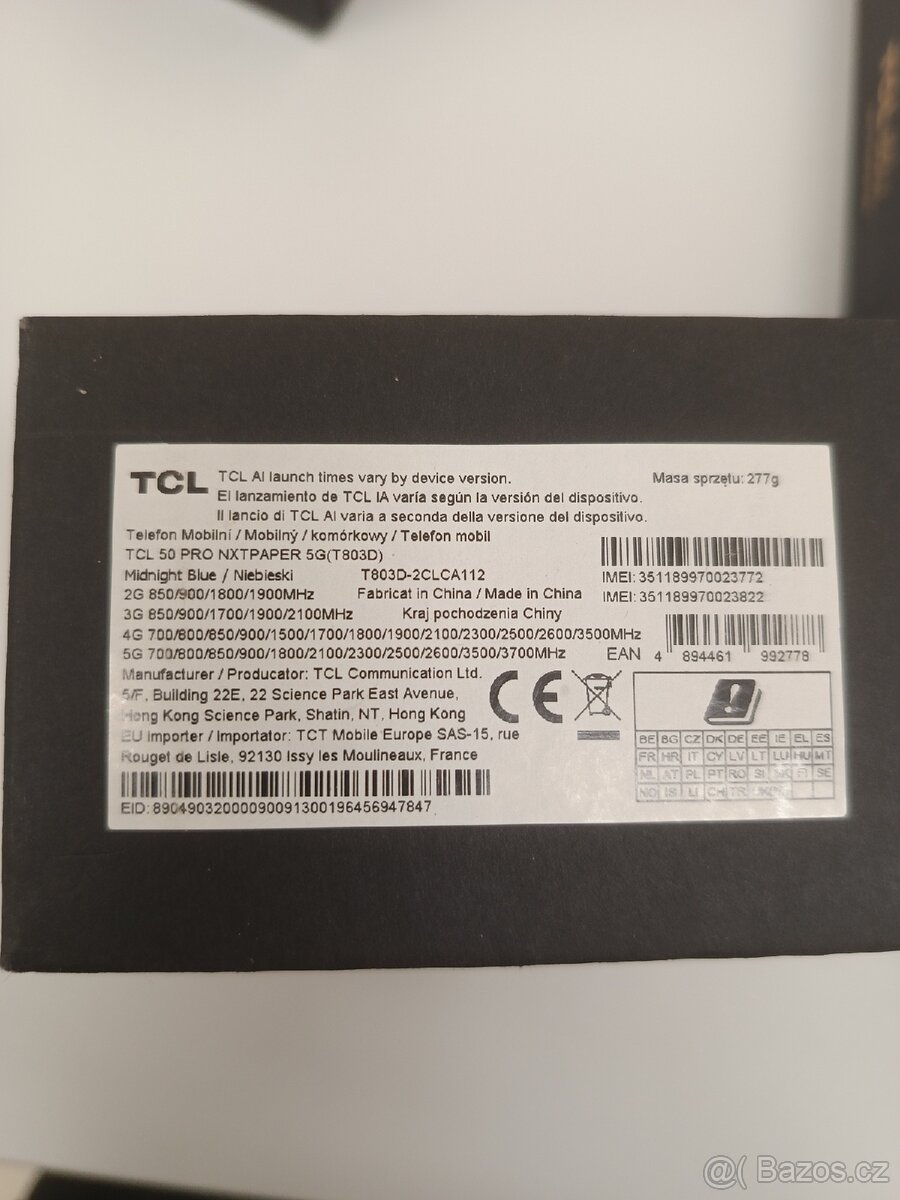 TCL
TCL AI launch times vary by device version.
El lanzamiento de TCL IA varía según la versión del dispositivo.
Il lancio di TCL AI varia a seconda della versione del dispositivo.
Masa sprzętu: 277g
Telefon Mobilní / Mobilný / komórkowy / Telefon mobil
TCL 50 PRO NXTPAPER 5G(T803D)
Midnight Blue / Niebieski T803D-2CLCA112
2G 850/900/1800/1900MHz Fabricat in China / Made in China
3G 850/900/1700/1900/2100MHz Kraj pochodzenia Chiny
4G 700/800/850/900/1500/1700/1800/1900/2100/2300/2500/2600/3500MHz
5G 700/800/850/900/1800/2100/2300/2500/2600/3500/3700MHz
IMEI: 351189970023772
IMEI: 351189970023822
EAN 4 894461 992778
Manufacturer / Producator: TCL Communication Ltd.
5/F, Building 22E, 22 Science Park East Avenue,
Hong Kong Science Park, Shatin, NT, Hong Kong
EU importer / Importator: TCT Mobile Europe SAS-15, rue
Rouget de Lisle, 92130 Issy les Moulineaux, France
CE
EID: 890490320000090091300196456947847
BE BG CZ DK DE EE IE EL ES
FR HR IT CY LV LT LU HU MT
NL AT PL PT RO SI FI SE
NO IS LI CH TR
@( Bazos.cz